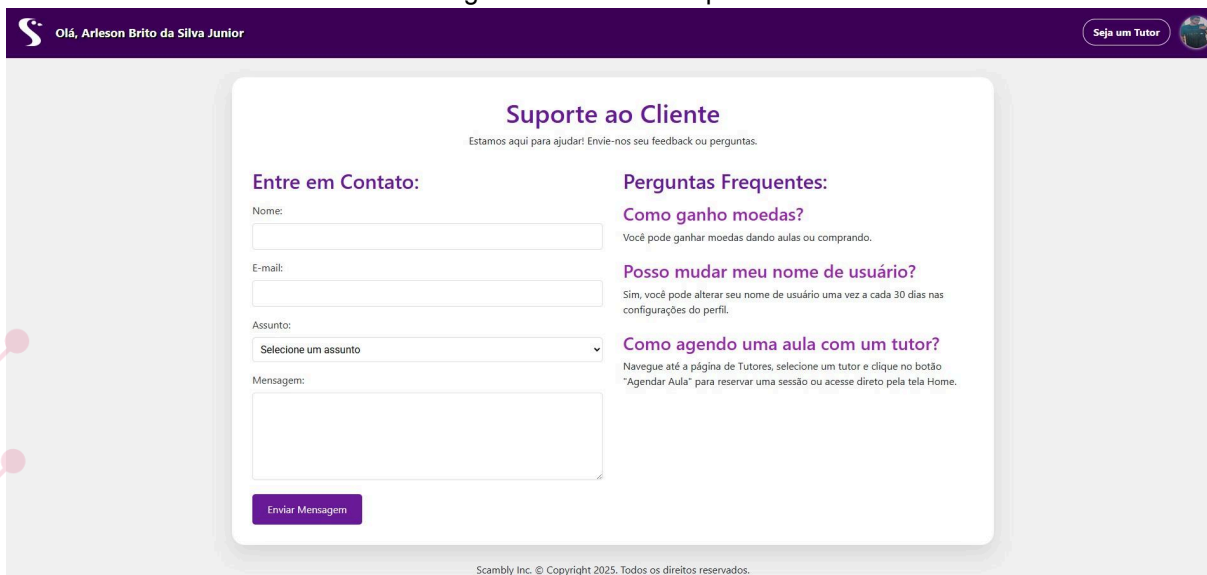 Olá, Arleson Brito da Silva Junior
Seja um Tutor
Suporte ao Cliente
Estamos aqui para ajudar! Envie-nos seu feedback ou perguntas.
Entre em Contato:
Nome:
E-mail:
Assunto:
Selecione um assunto
Mensagem:
Enviar Mensagem
Perguntas Frequentes:
Como ganho moedas?
Você pode ganhar moedas dando aulas ou comprando.
Posso mudar meu nome de usuário?
Sim, você pode alterar seu nome de usuário uma vez a cada 30 dias nas
configurações do perfil.
Como agendo uma aula com um tutor?
Navegue até a página de Tutores, selecione um tutor e clique no botão
"Agendar Aula" para reservar uma sessão ou acesse direto pela tela Home.
Scambly Inc. © Copyright 2025. Todos os direitos reservados.